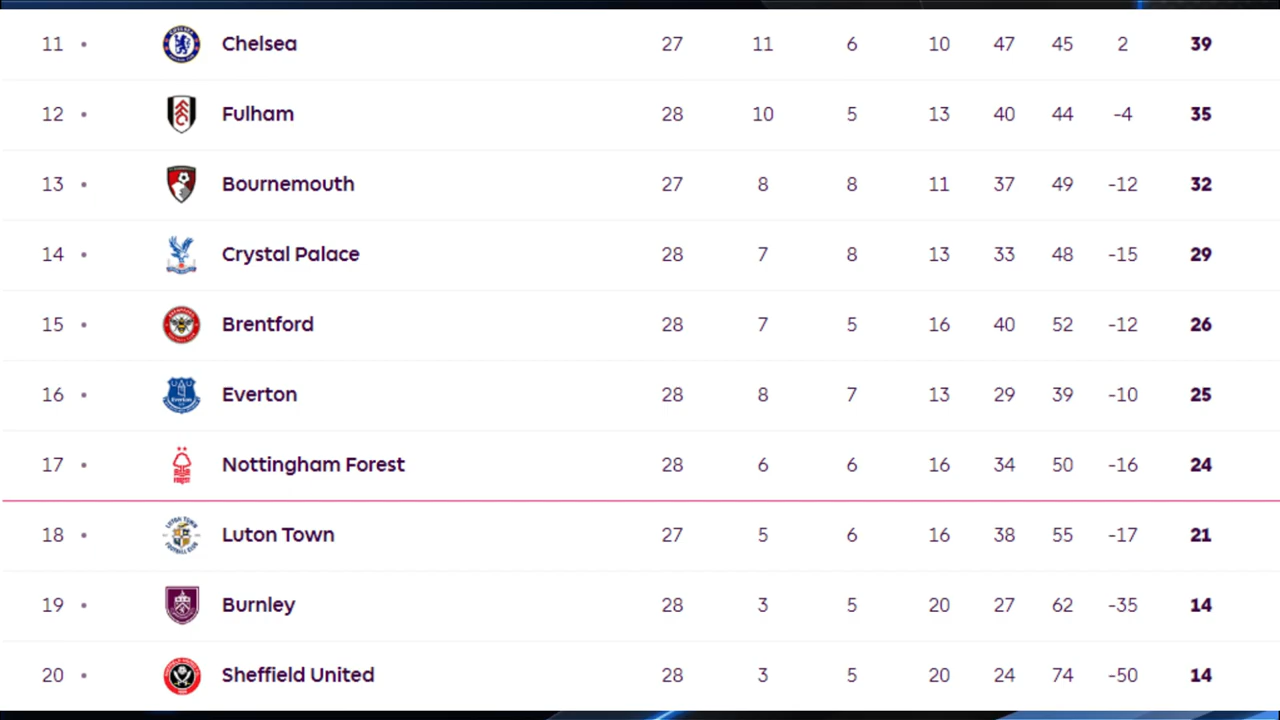 11 • Chelsea 27 11 6 10 47 45 2 39
12 • Fulham 28 10 5 13 40 44 -4 35
13 • Bournemouth 27 8 8 11 37 49 -12 32
14 • Crystal Palace 28 7 8 13 33 48 -15 29
15 • Brentford 28 7 5 16 40 52 -12 26
16 • Everton 28 8 7 13 29 39 -10 25
17 • Nottingham Forest 28 6 6 16 34 50 -16 24
18 • Luton Town 27 5 6 16 38 55 -17 21
19 • Burnley 28 3 5 20 27 62 -35 14
20 • Sheffield United 28 3 5 20 24 74 -50 14